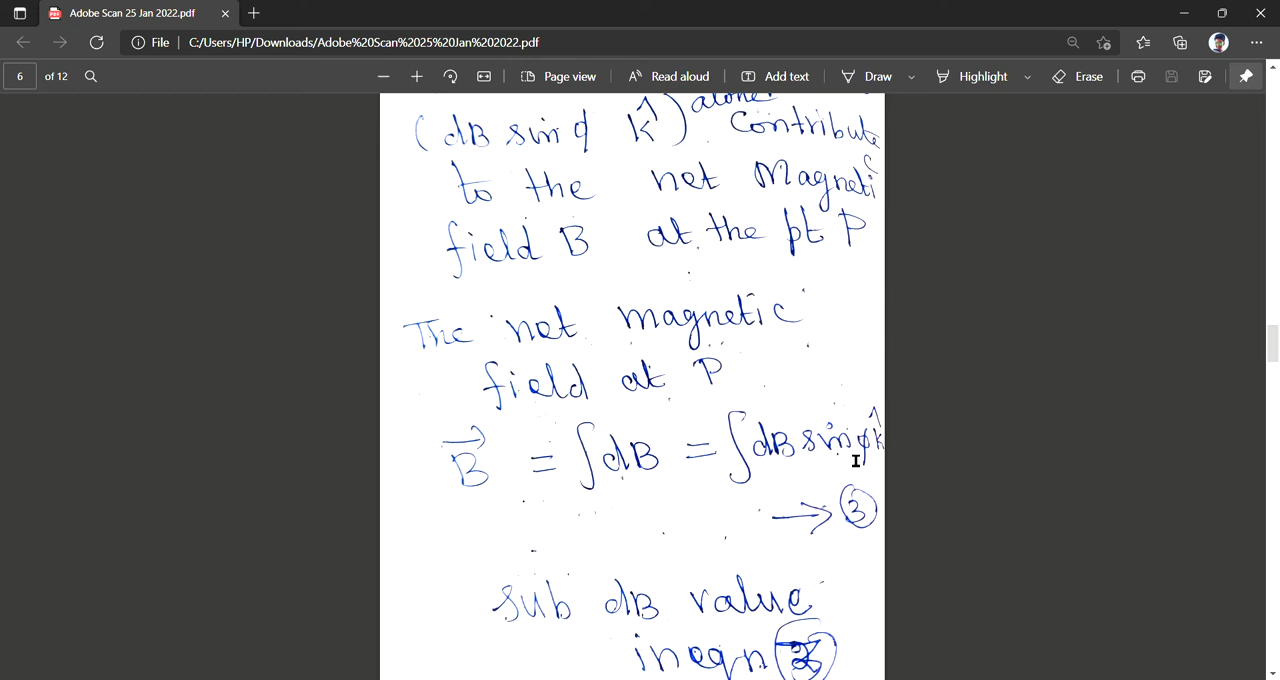 Adobe Scan 25 Jan 2022.pdf
File | C:/Users/HP/Downloads/Adobe%20Scan%2025%20Jan%202022.pdf
6 of 12 Page view Read aloud Add text Draw Highlight Erase
(dB sin ϕ k̂) alone Contribute
to the net Magnetic
field B at the pt P
The net magnetic
field at P
B⃗ = ∫dB = ∫dB sin ϕ k̂
→ ③
sub dB value
in eqn